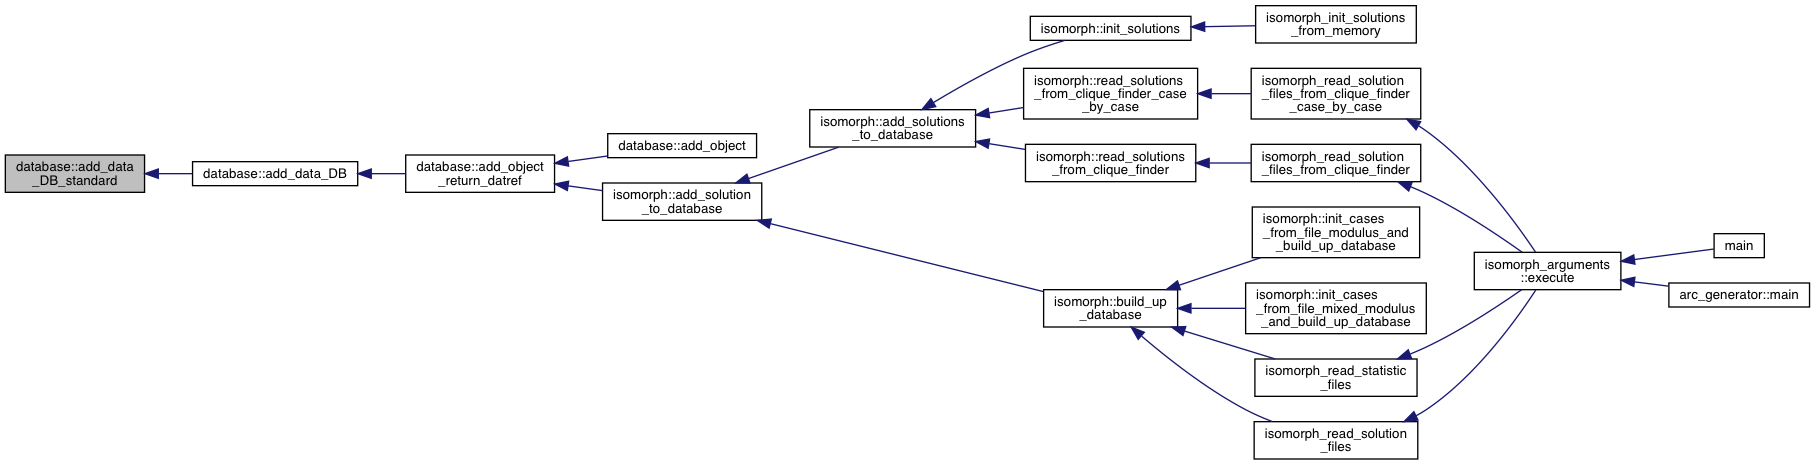 database::add_data
_DB_standard
database::add_data_DB
database::add_object
_return_datref
database::add_object
isomorph::add_solution
_to_database
isomorph::add_solutions
_to_database
isomorph::init_solutions
isomorph_init_solutions
_from_memory
isomorph::read_solutions
_from_clique_finder_case
_by_case
isomorph_read_solution
_files_from_clique_finder
_case_by_case
isomorph::read_solutions
_from_clique_finder
isomorph_read_solution
_files_from_clique_finder
isomorph::build_up
_database
isomorph::init_cases
_from_file_modulus_and
_build_up_database
isomorph::init_cases
_from_file_mixed_modulus
_and_build_up_database
isomorph_read_statistic
_files
isomorph_read_solution
_files
isomorph_arguments
::execute
main
arc_generator::main